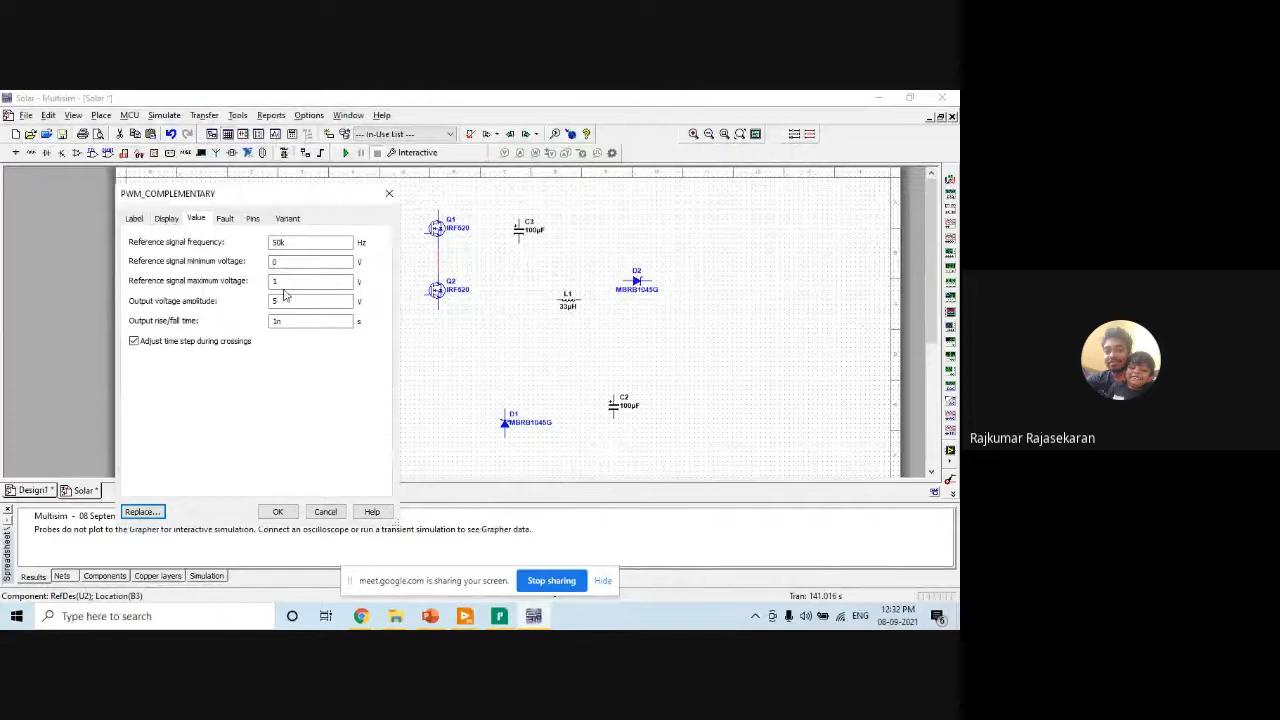 Solar - Multisim - [Solar *]
File Edit View Place MCU Simulate Transfer Tools Reports Options Window Help
--- In-Use List ---
Interactive
PWM_COMPLEMENTARY
Label Display Value Fault Pins Variant
Reference signal frequency: 50k Hz
Reference signal minimum voltage: 0 V
Reference signal maximum voltage: 1 V
Output voltage amplitude: 5 V
Output rise/fall time: 1n s
Adjust time step during crossings
Replace... OK Cancel Help
Q1
IRF520
C3
100µF
Q2
IRF520
L1
33µH
D2
MBRB1045G
D1
MBRB1045G
C2
100µF
Rajkumar Rajasekaran
Design1 * Solar *
Multisim - 08 Septem
Probes do not plot to the Grapher for interactive simulation. Connect an oscilloscope or run a transient simulation to see Grapher data.
Spreadsheet
Results Nets Components Copper layers Simulation
meet.google.com is sharing your screen. Stop sharing Hide
Component: RefDes(U2); Location(B3) Tran: 141.016 s
Type here to search
ENG
12:32 PM
08-09-2021